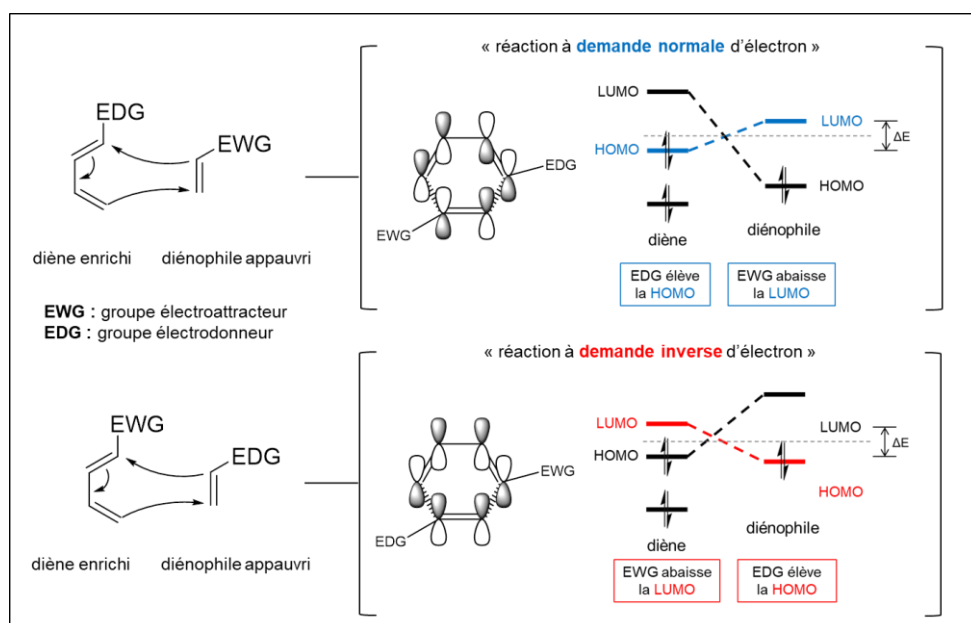 « réaction à demande normale d'électron »
EDG
EWG
diène enrichi diénophile appauvri
EWG : groupe électroattracteur
EDG : groupe électrodonneur
EDG
EWG
LUMO
HOMO
LUMO
ΔE
HOMO
diène
diénophile
EDG élève
la HOMO
EWG abaisse
la LUMO
« réaction à demande inverse d'électron »
EWG
EDG
diène enrichi diénophile appauvri
EWG
EDG
LUMO
HOMO
LUMO
ΔE
HOMO
diène
diénophile
EWG abaisse
la LUMO
EDG élève
la HOMO